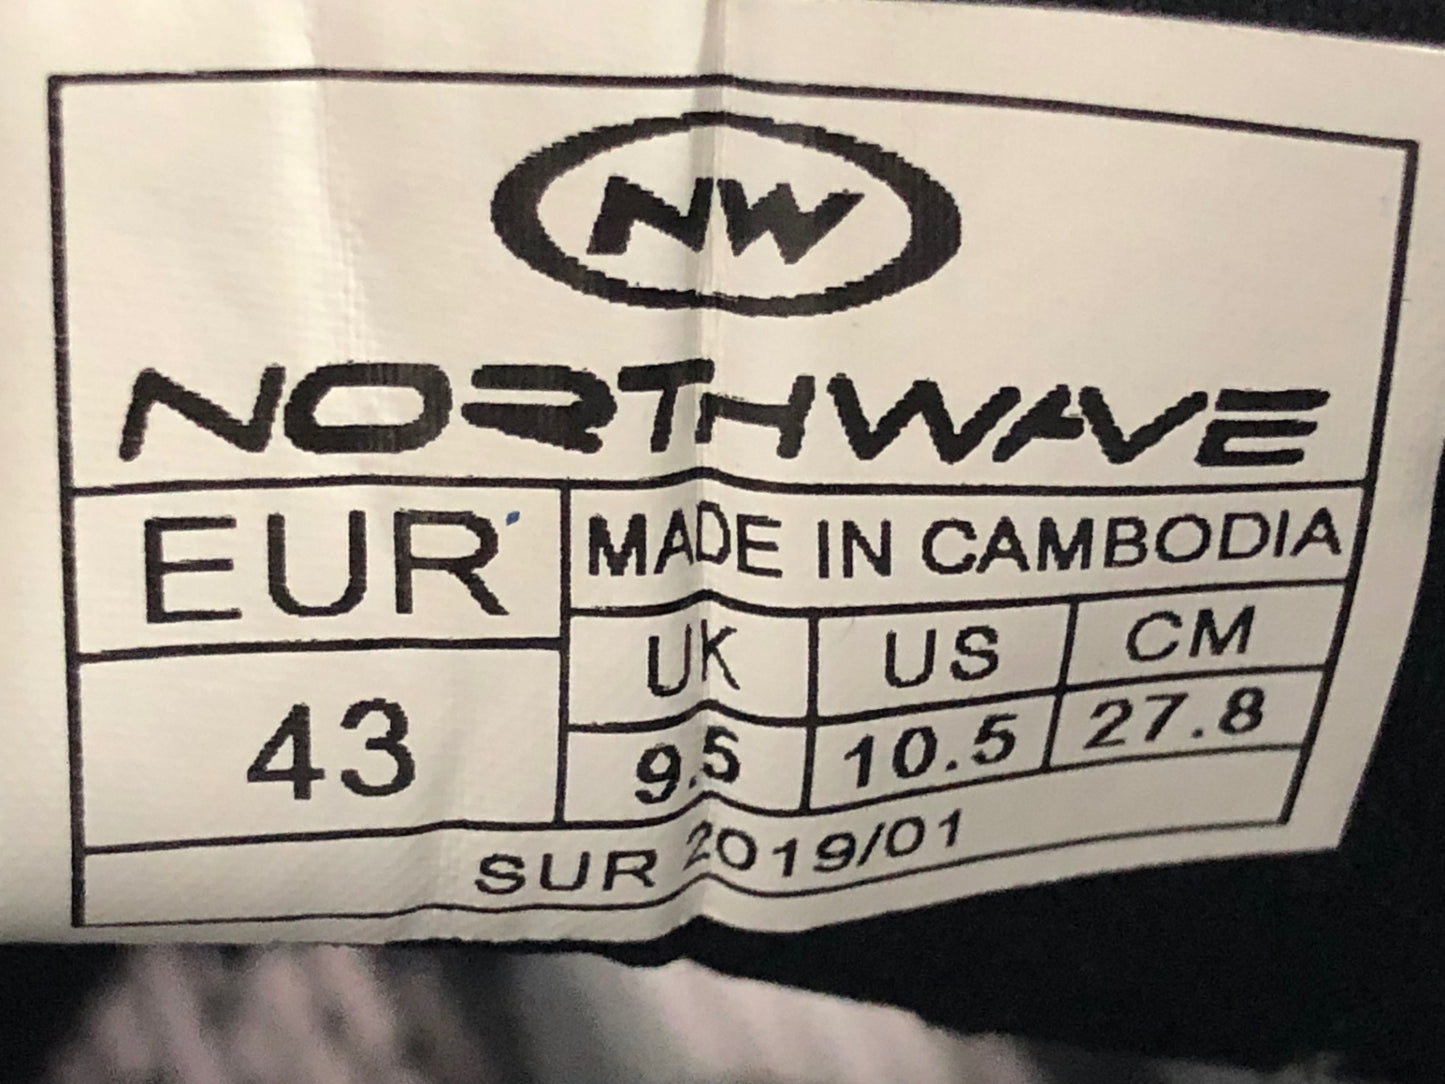 NW
NORTHWAVE
EUR MADE IN CAMBODIA
UK US CM
43 9.5 10.5 27.8
SUR 2019/01